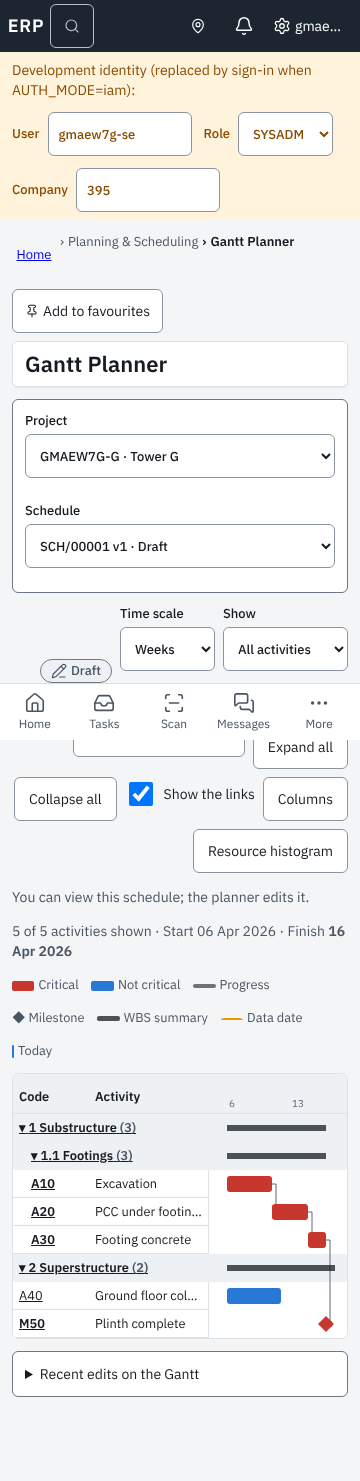 ERP
gmae...
Development identity (replaced by sign-in when
AUTH_MODE=iam):
User gmaew7g-se Role SYSADM
Company 395
Home › Planning & Scheduling › Gantt Planner
Add to favourites
Gantt Planner
Project
GMAEW7G-G · Tower G
Schedule
SCH/00001 v1 · Draft
Time scale Show
Weeks All activities
Draft
Home Tasks Scan Messages More
Expand all
Collapse all Show the links Columns
Resource histogram
You can view this schedule; the planner edits it.
5 of 5 activities shown · Start 06 Apr 2026 · Finish 16
Apr 2026
Critical Not critical Progress
Milestone WBS summary Data date
Today
Code Activity 6 13
▾ 1 Substructure (3)
▾ 1.1 Footings (3)
A10 Excavation
A20 PCC under footin...
A30 Footing concrete
▾ 2 Superstructure (2)
A40 Ground floor col...
M50 Plinth complete
▶ Recent edits on the Gantt